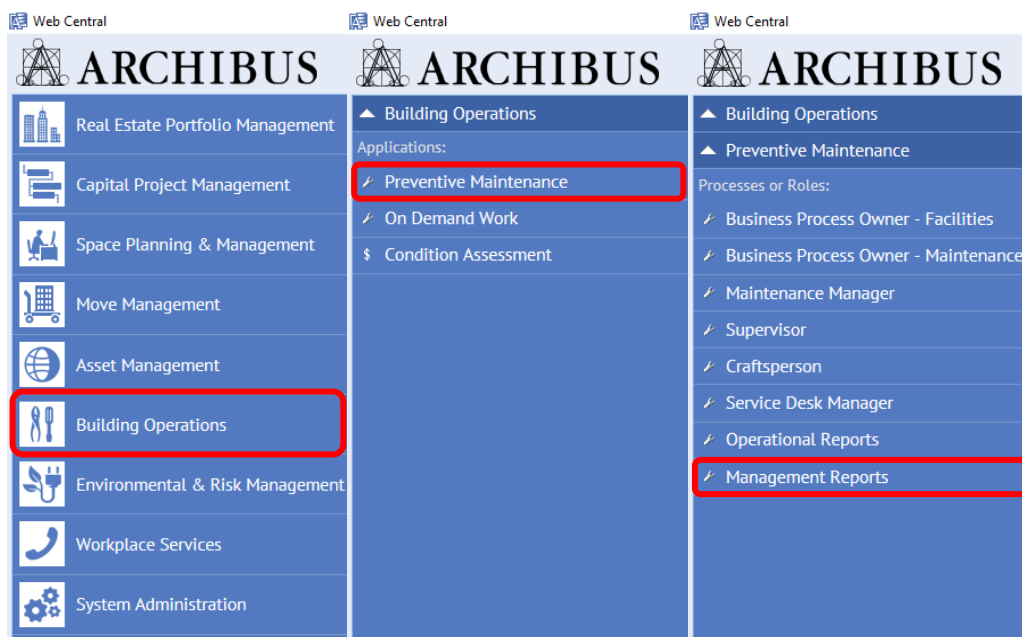 Web Central
ARCHIBUS
Real Estate Portfolio Management
Capital Project Management
Space Planning & Management
Move Management
Asset Management
Building Operations
Environmental & Risk Management
Workplace Services
System Administration
Web Central
ARCHIBUS
Building Operations
Applications:
Preventive Maintenance
On Demand Work
$ Condition Assessment
Web Central
ARCHIBUS
Building Operations
Preventive Maintenance
Processes or Roles:
Business Process Owner - Facilities
Business Process Owner - Maintenance
Maintenance Manager
Supervisor
Craftsperson
Service Desk Manager
Operational Reports
Management Reports